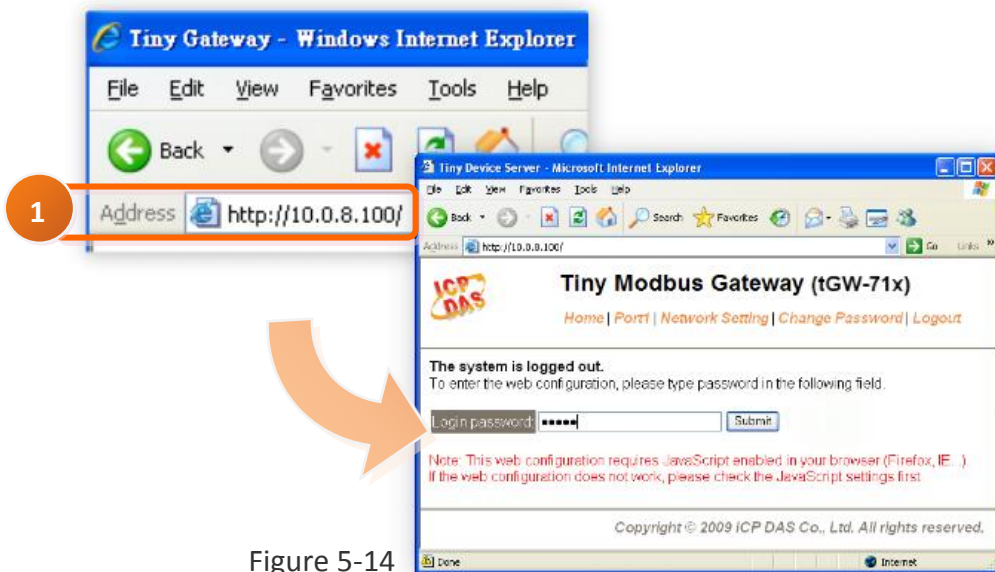 Tiny Gateway - Windows Internet Explorer
File Edit View Favorites Tools Help
Back
1
Address http://10.0.8.100/
Tiny Device Server - Microsoft Internet Explorer
File Edit View Favorites Tools Help
Back Search Favorites
Address http://10.0.8.100/ Go Links »
ICP DAS
Tiny Modbus Gateway (tGW-71x)
Home | Port1 | Network Setting | Change Password | Logout
The system is logged out.
To enter the web configuration, please type password in the following field.
Login password: ••••• Submit
Note: This web configuration requires JavaScript enabled in your browser (Firefox, IE...)
If the web configuration does not work, please check the JavaScript settings first
Copyright © 2009 ICP DAS Co., Ltd. All rights reserved.
Done Internet
Figure 5-14